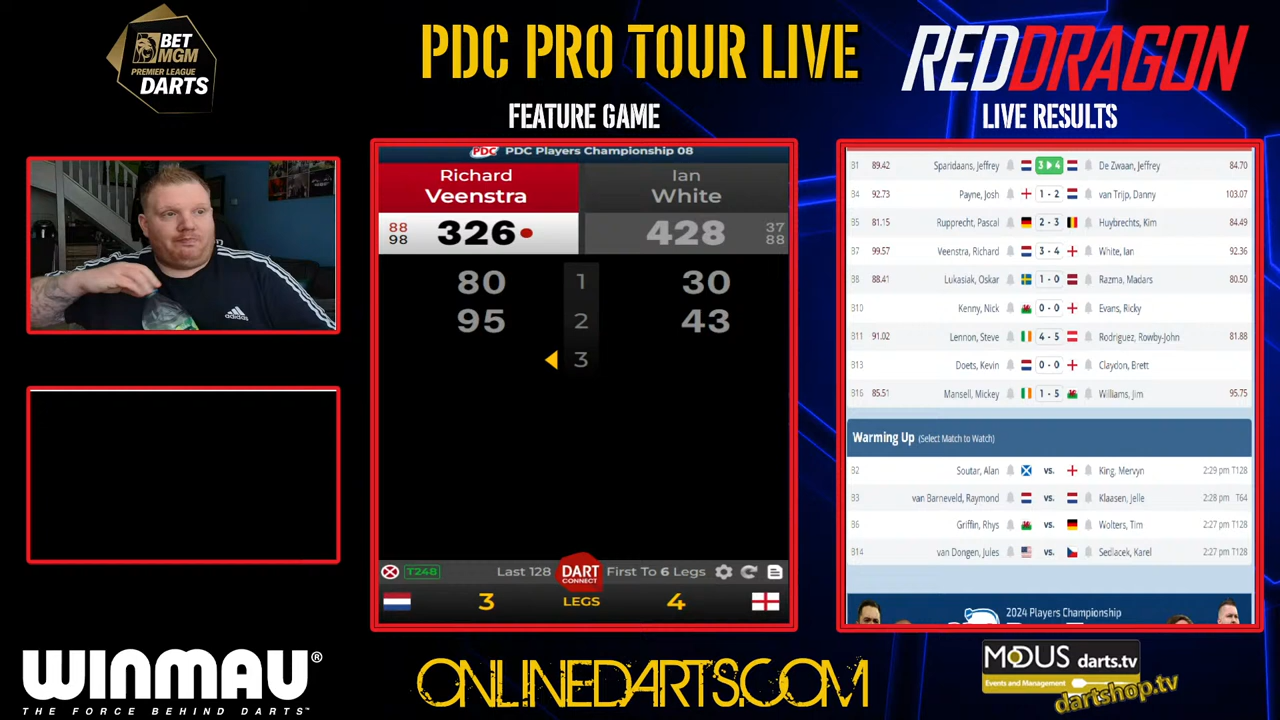 BET
MGM
PREMIER LEAGUE
DARTS
PDC PRO TOUR LIVE
REDDRAGON
FEATURE GAME
LIVE RESULTS
adidas
PDC PDC Players Championship 08
Richard Veenstra
Ian White
88 98 326
428 37 88
80 1 30
95 2 43
3
T248 Last 128 DART CONNECT First To 6 Legs
3 LEGS 4
B1 89.42 Sparidaans, Jeffrey 3 4 De Zwaan, Jeffrey 84.70
B4 92.73 Payne, Josh 1 - 2 van Trijp, Danny 103.07
B5 81.15 Rupprecht, Pascal 2 - 3 Huybrechts, Kim 84.49
B7 99.57 Veenstra, Richard 3 - 4 White, Ian 92.36
B8 88.41 Lukasiak, Oskar 1 - 0 Razma, Madars 80.50
B10 Kenny, Nick 0 - 0 Evans, Ricky
B11 91.02 Lennon, Steve 4 - 5 Rodriguez, Rowby-John 81.88
B13 Doets, Kevin 0 - 0 Claydon, Brett
B16 85.51 Mansell, Mickey 1 - 5 Williams, Jim 95.75
Warming Up (Select Match to Watch)
B2 Soutar, Alan vs. King, Mervyn 2:29 pm T128
B3 van Barneveld, Raymond vs. Klaasen, Jelle 2:28 pm T64
B6 Griffin, Rhys vs. Wolters, Tim 2:27 pm T128
B14 van Dongen, Jules vs. Sedlacek, Karel 2:27 pm T128
2024 Players Championship
WINMAU®
THE FORCE BEHIND DARTS™
ONLINEDARTS.COM
MODUS darts.tv
Events and Management
dartshop.tv